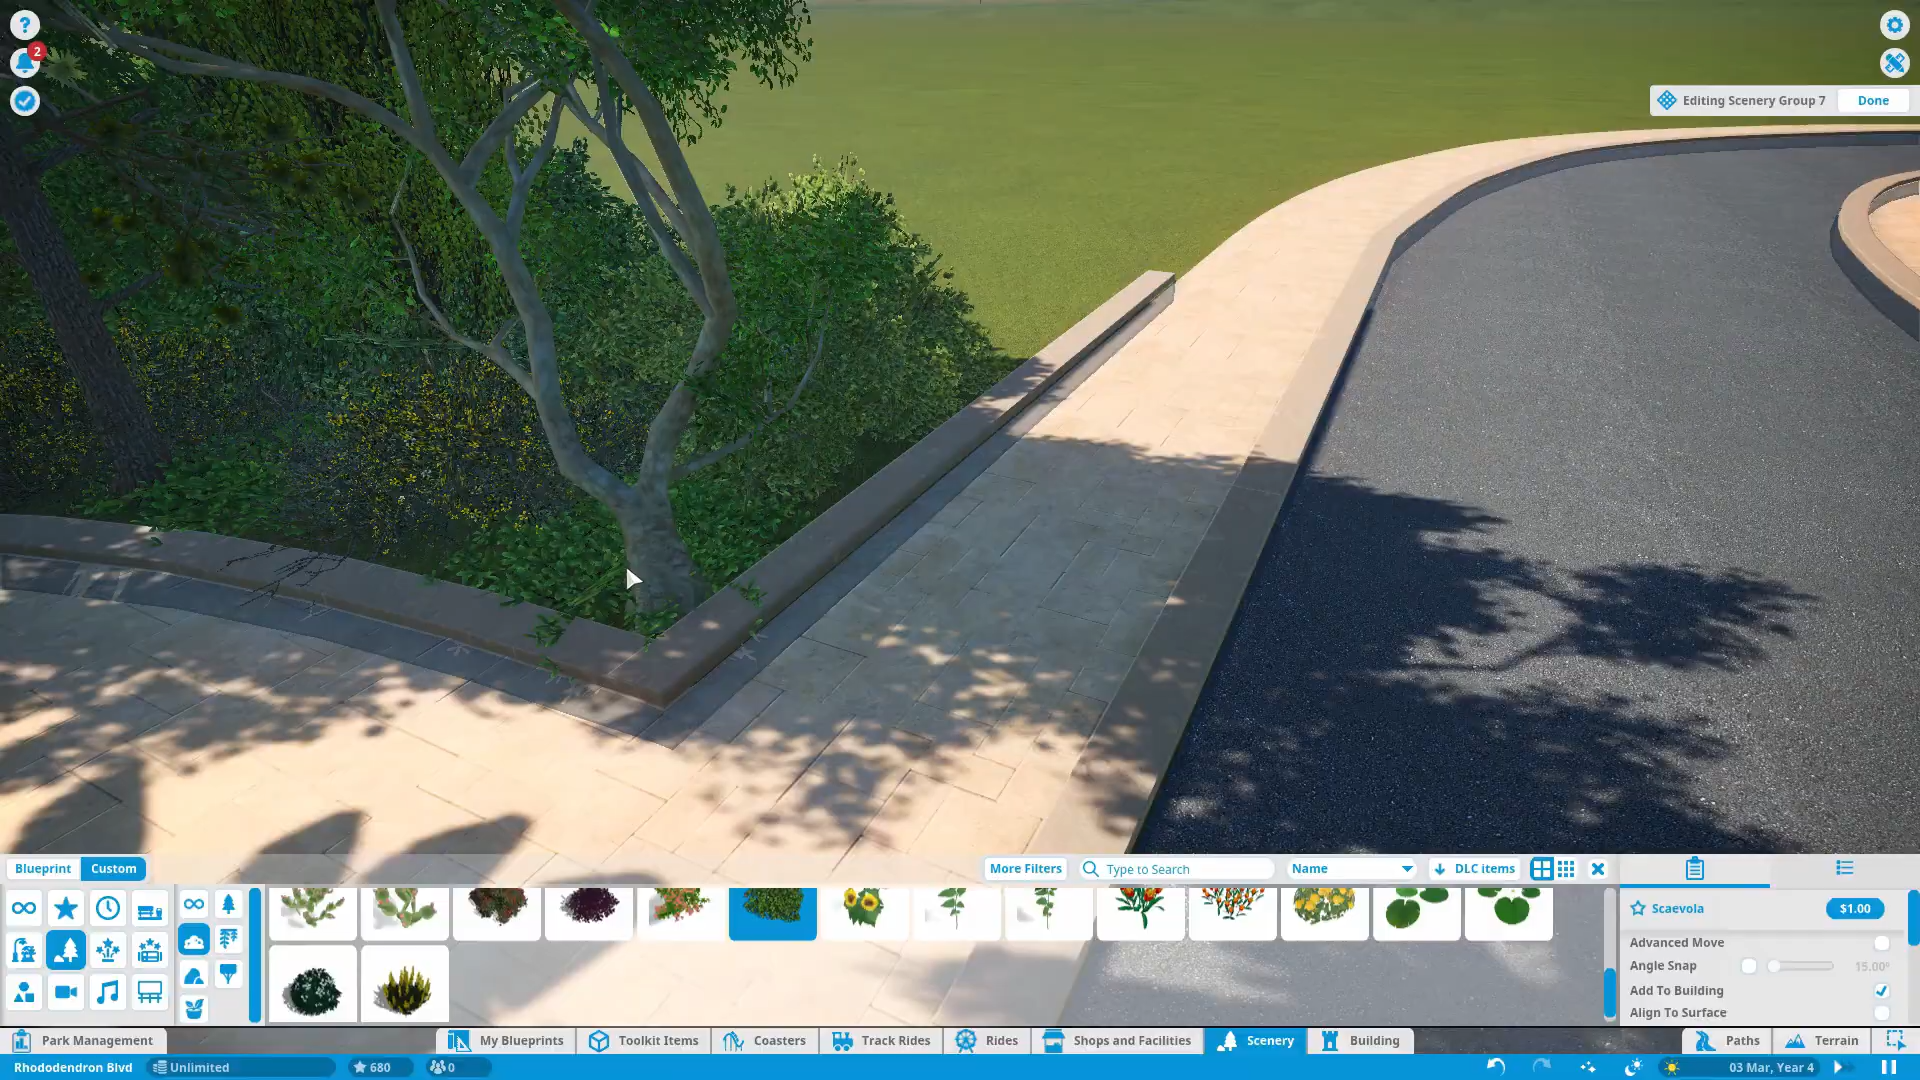 ?
2
Editing Scenery Group 7
Done
Blueprint
Custom
More Filters
Type to Search
Name
DLC items
Scaevola
$1.00
Advanced Move
Angle Snap
15.00°
Add To Building
Align To Surface
Park Management
My Blueprints
Toolkit Items
Coasters
Track Rides
Rides
Shops and Facilities
Scenery
Building
Paths
Terrain
Rhododendron Blvd
Unlimited
680
0
03 Mar, Year 4